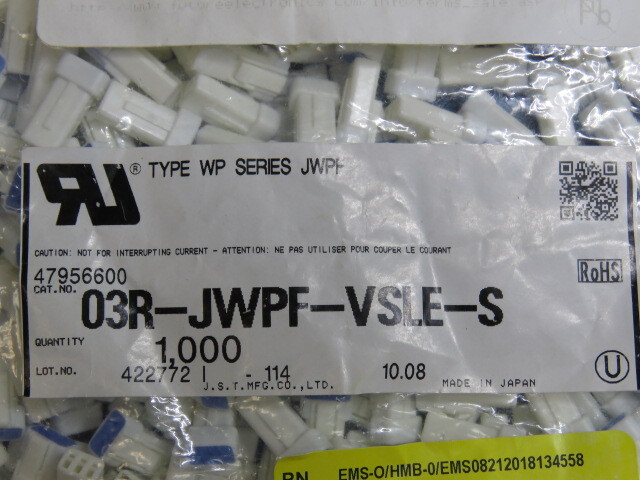 Pb
® TYPE WP SERIES JWPF
CAUTION: NOT FOR INTERRUPTING CURRENT - ATTENTION: NE PAS UTILISER POUR COUPER LE COURANT
47956600
RoHS
CAT.NO. 03R-JWPF-VSLE-S
QUANTITY 1,000
LOT.NO. 422772 I - 114 10.08
J.S.T.MFG.CO.,LTD. MADE IN JAPAN
U
PN EMS-O/HMB-0/EMS08212018134558